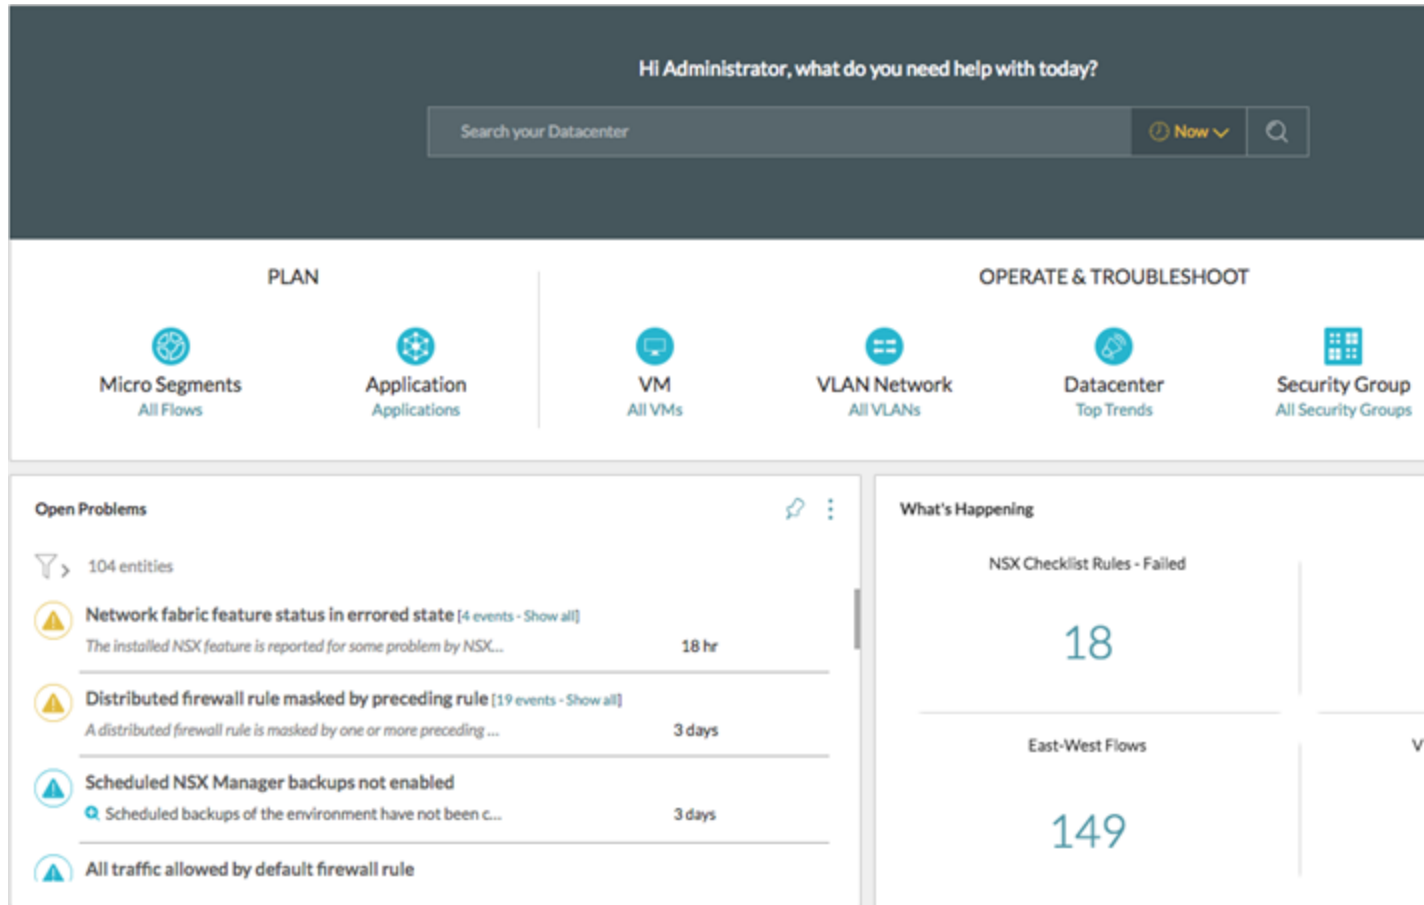 Hi Administrator, what do you need help with today?
Search your Datacenter
Now
PLAN
OPERATE & TROUBLESHOOT
Micro Segments
All Flows
Application
Applications
VM
All VMs
VLAN Network
All VLANs
Datacenter
Top Trends
Security Group
All Security Groups
Open Problems
104 entities
Network fabric feature status in errored state [4 events - Show all]
The installed NSX feature is reported for some problem by NSX...
18 hr
Distributed firewall rule masked by preceding rule [19 events - Show all]
A distributed firewall rule is masked by one or more preceding ...
3 days
Scheduled NSX Manager backups not enabled
Scheduled backups of the environment have not been c...
3 days
All traffic allowed by default firewall rule
What's Happening
NSX Checklist Rules - Failed
18
East-West Flows
149
V